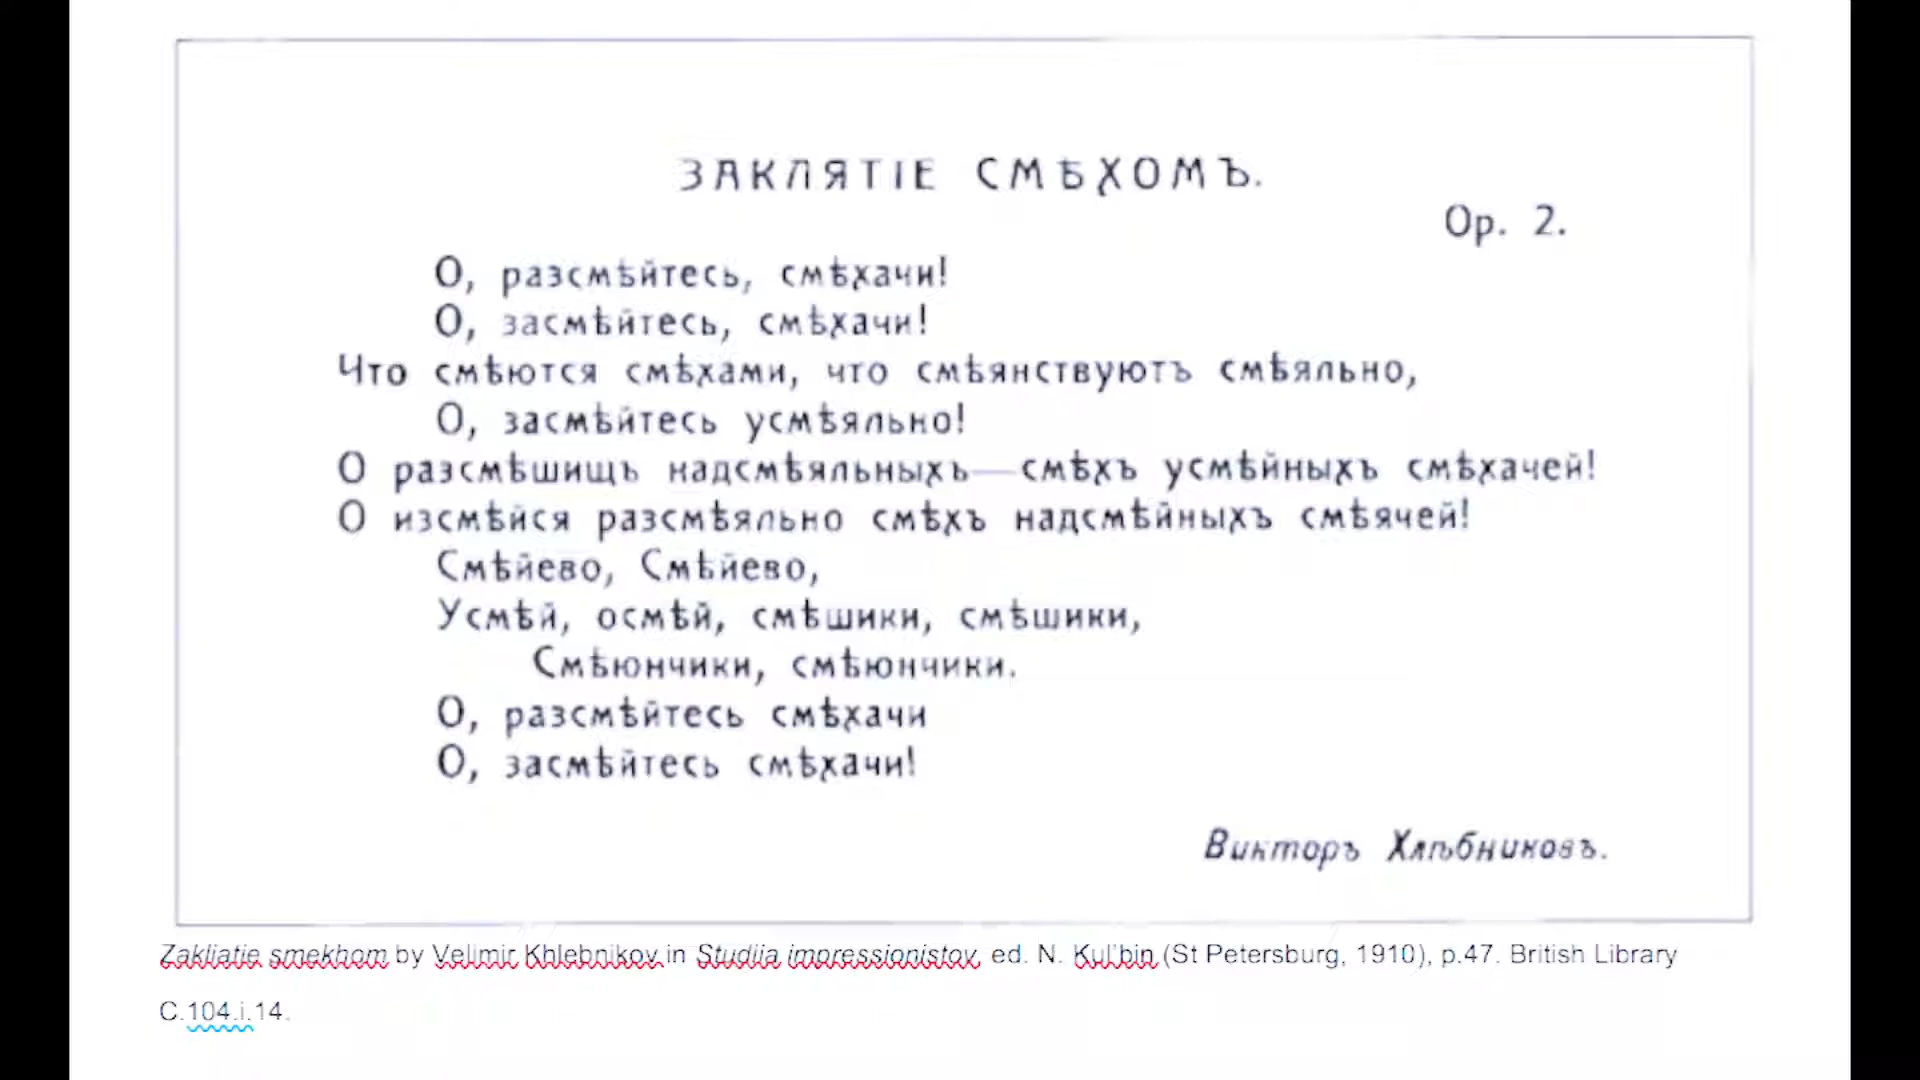 ЗАКЛЯТІЕ СМѢХОМЪ.
Op. 2.
О, разсмѣйтесь, смѣхачи!
О, засмѣйтесь, смѣхачи!
Что смѣются смѣхами, что смѣянствуютъ смѣяльно,
О, засмѣйтесь усмѣяльно!
О разсмѣшищъ надсмѣяльныхъ—смѣхъ усмѣйныхъ смѣхачей!
О изсмѣйся разсмѣяльно смѣхъ надсмѣйныхъ смѣячей!
Смѣйево, Смѣйево,
Усмѣй, осмѣй, смѣшики, смѣшики,
Смѣюнчики, смѣюнчики.
О, разсмѣйтесь смѣхачи
О, засмѣйтесь смѣхачи!
Викторъ Хлѣбниковъ.
Zakliatie smekhom by Velimir Khlebnikov in Studiia impressionistov, ed. N. Kul'bin (St Petersburg, 1910), p.47. British Library
C.104.i.14.